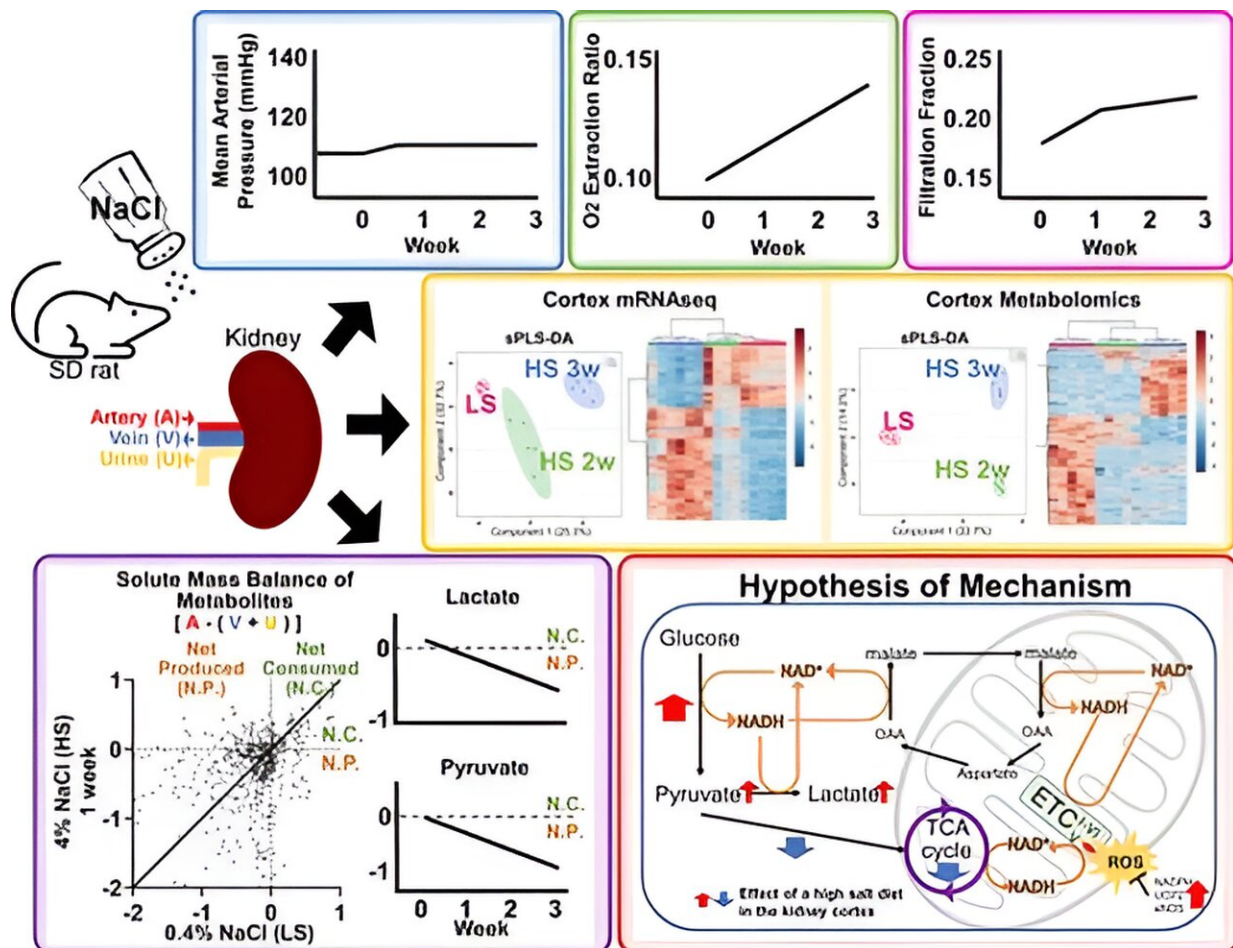 140
120
100
Mean Arterial
Pressure (mmHg)
0 1 2 3
Week
0.15
0.10
O2 Extraction Ratio
0 1 2 3
Week
0.25
0.20
0.15
Filtration Fraction
0 1 2 3
Week
NaCl
SD rat
Kidney
Artery (A)
Vein (V)
Urine (U)
Cortex mRNAseq
sPLS-DA
HS 3w
LS
HS 2w
Cortex Metabolomics
sPLS-DA
HS 3w
LS
HS 2w
Solute Mass Balance of
Metabolites
[ A - ( V + U ) ]
Net
Produced
(N.P.)
Net
Consumed
(N.C.)
1
0
-1
-2
N.C.
N.P.
4% NaCl (HS)
1 week
-2 -1 0 1
0.4% NaCl (LS)
Lactate
0
-1
N.C.
N.P.
Pyruvate
0
-1
N.C.
N.P.
0 1 2 3
Week
Hypothesis of Mechanism
Glucose
NAD+
NADH
malate
malate
NAD+
NADH
OAA
OAA
Aspartate
Pyruvate
Lactate
ETC
TCA
cycle
NAD+
NADH
ROS
Effect of a high salt diet
in the kidney cortex